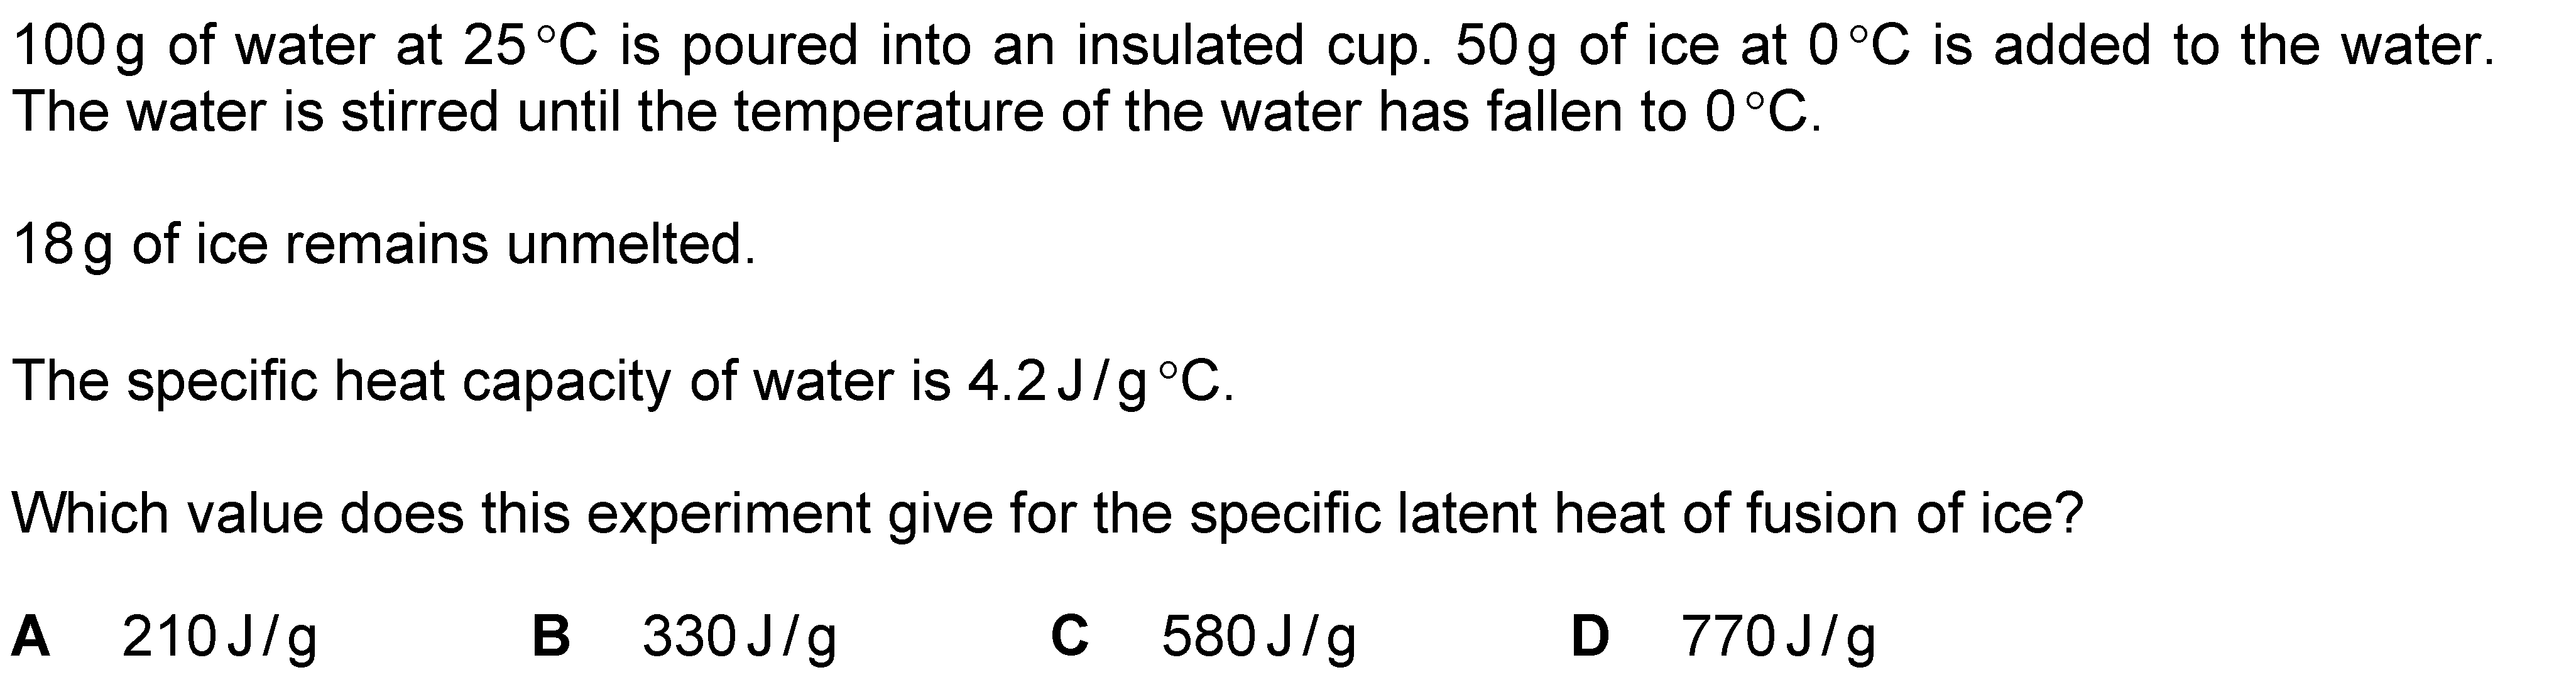 100 g of water at 25 °C is poured into an insulated cup. 50 g of ice at 0 °C is added to the water.
The water is stirred until the temperature of the water has fallen to 0 °C.
18 g of ice remains unmelted.
The specific heat capacity of water is 4.2 J / g °C.
Which value does this experiment give for the specific latent heat of fusion of ice?
A 210 J / g B 330 J / g C 580 J / g D 770 J / g